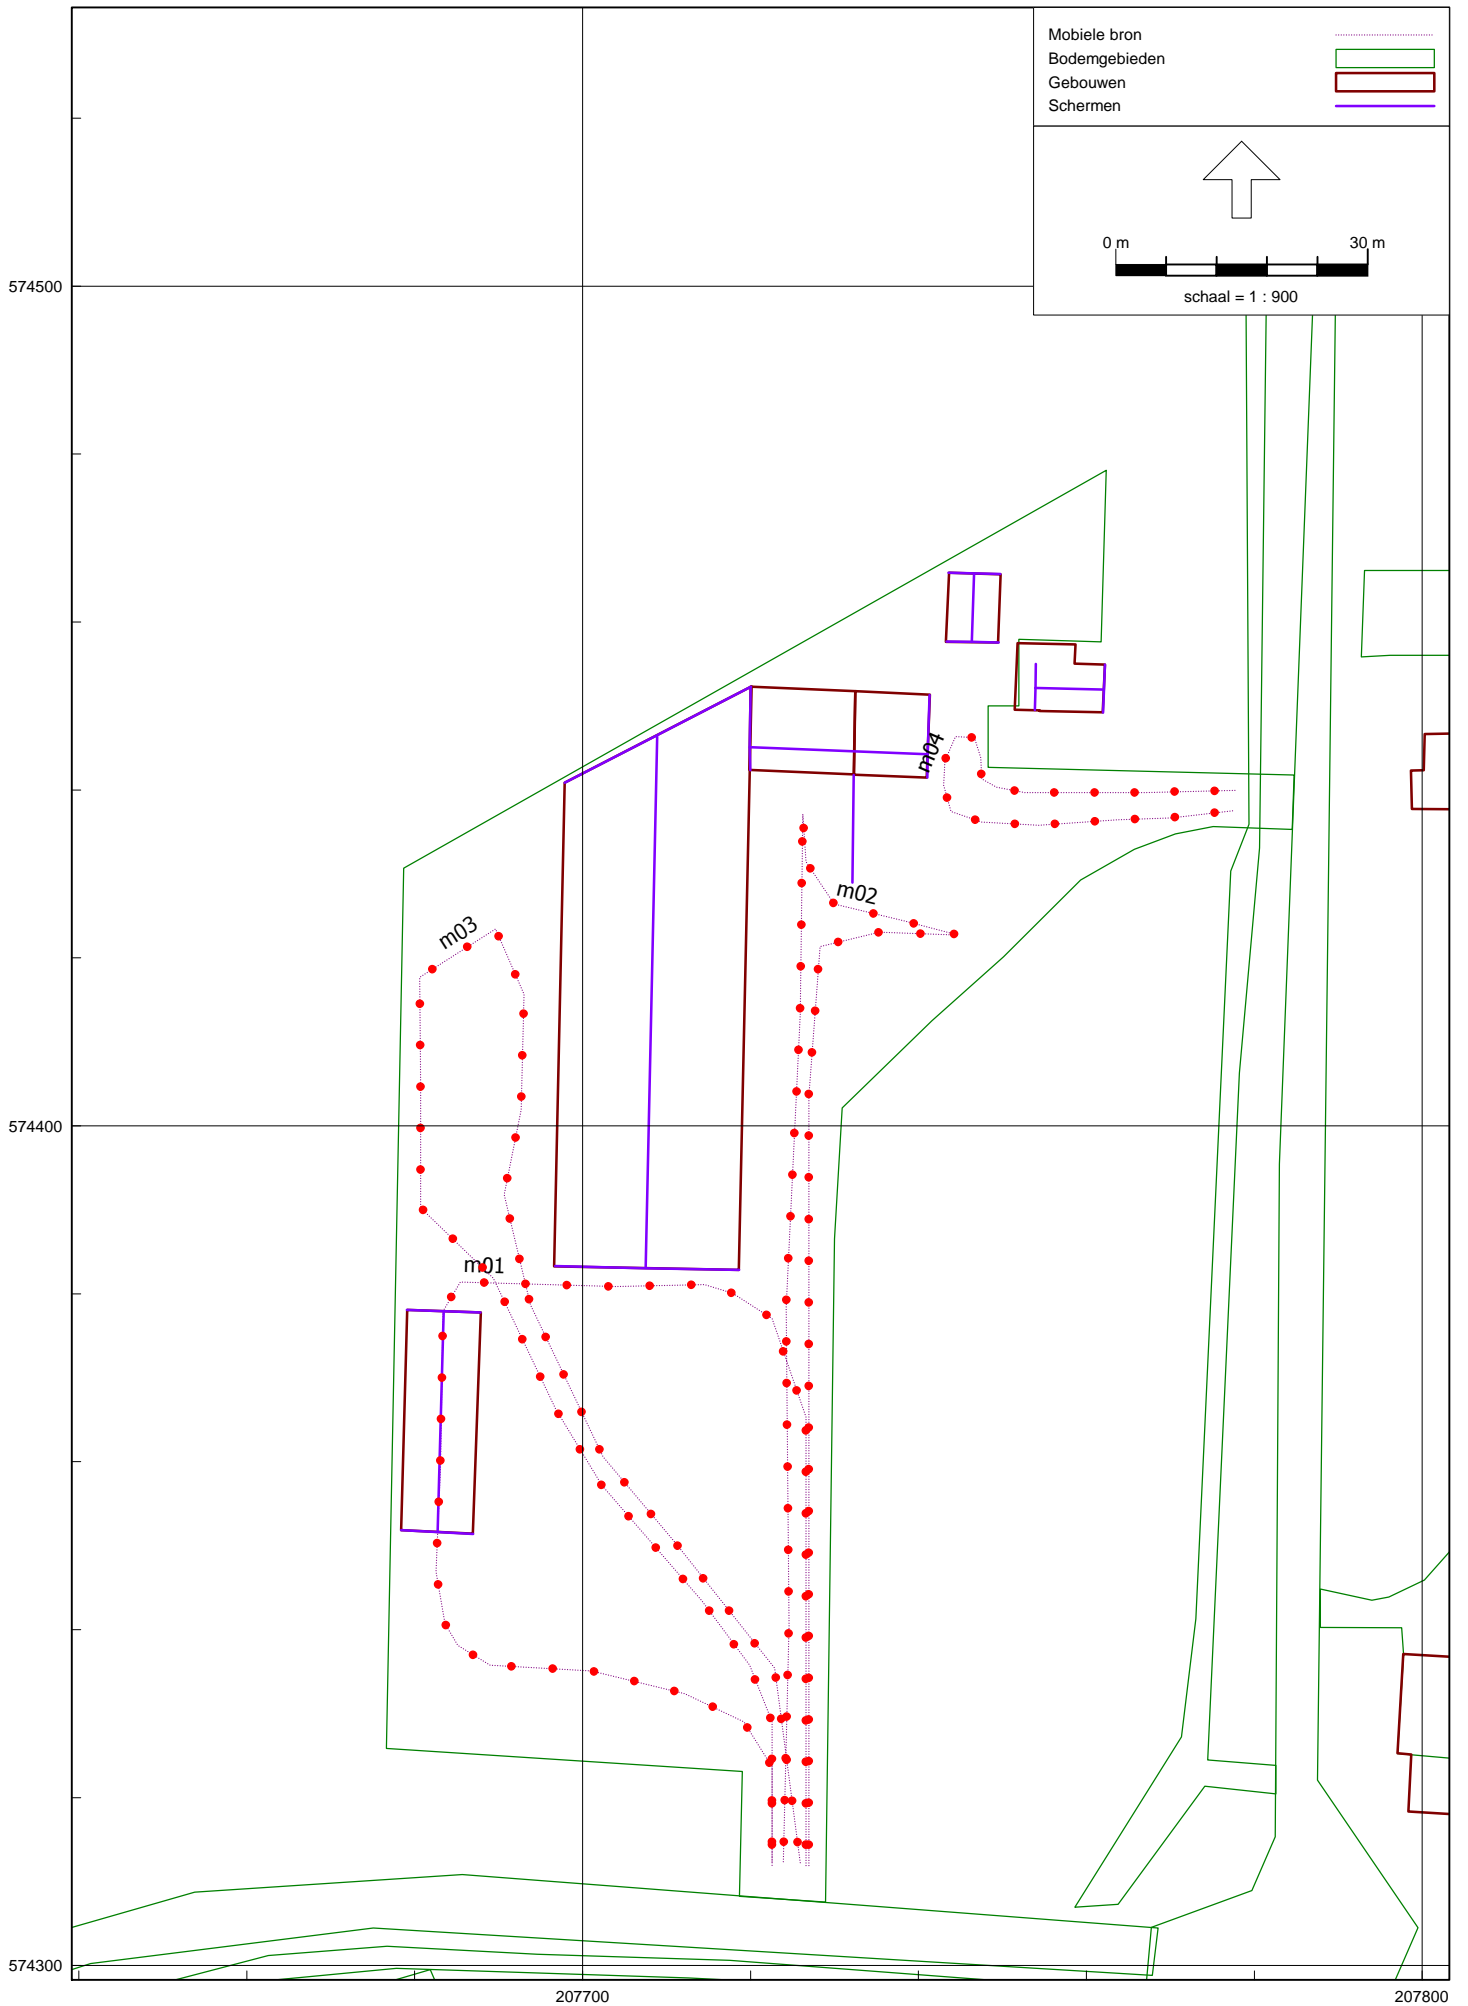 Mobiele bron
Bodemgebieden
Gebouwen
Schermen
0 m 30 m
schaal = 1 : 900
574500
m04
m02
m03
574400
m01
574300
207700 207800